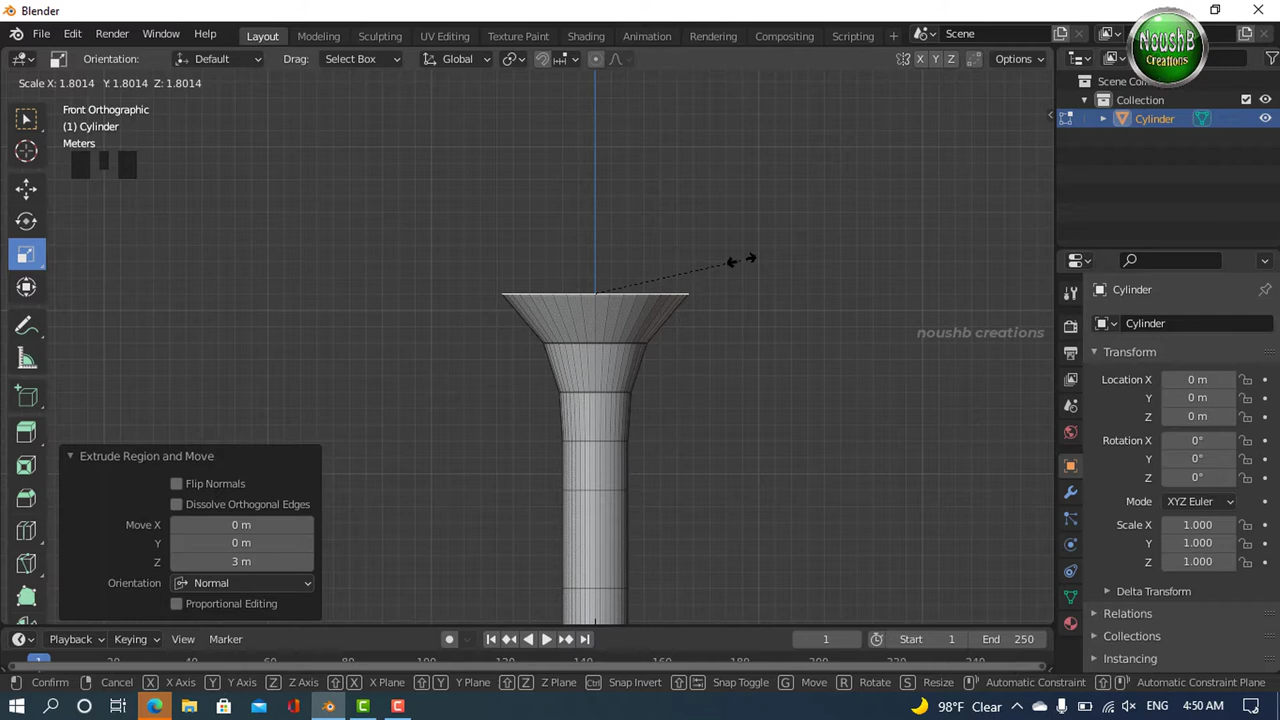 Blender
File Edit Render Window Help Layout Modeling Sculpting UV Editing Texture Paint Shading Animation Rendering Compositing Scripting + Scene
NoushB
Creations
Orientation: Default Drag: Select Box Global X Y Z Options
Scale X: 1.8014 Y: 1.8014 Z: 1.8014
Front Orthographic
(1) Cylinder
Meters
Scene Collection
Collection
Cylinder
noushb creations
Cylinder
Cylinder
Transform
Location X 0 m
Y 0 m
Z 0 m
Rotation X 0°
Y 0°
Z 0°
Mode XYZ Euler
Scale X 1.000
Y 1.000
Z 1.000
Delta Transform
Relations
Collections
Instancing
Extrude Region and Move
Flip Normals
Dissolve Orthogonal Edges
Move X 0 m
Y 0 m
Z 3 m
Orientation Normal
Proportional Editing
Playback Keying View Marker 1 Start 1 End 250
Confirm Cancel X X Axis Y Y Axis Z Z Axis X X Plane Y Y Plane Z Z Plane Ctrl Snap Invert Snap Toggle G Move R Rotate S Resize Automatic Constraint Automatic Constraint Plane
98°F Clear ENG 4:50 AM